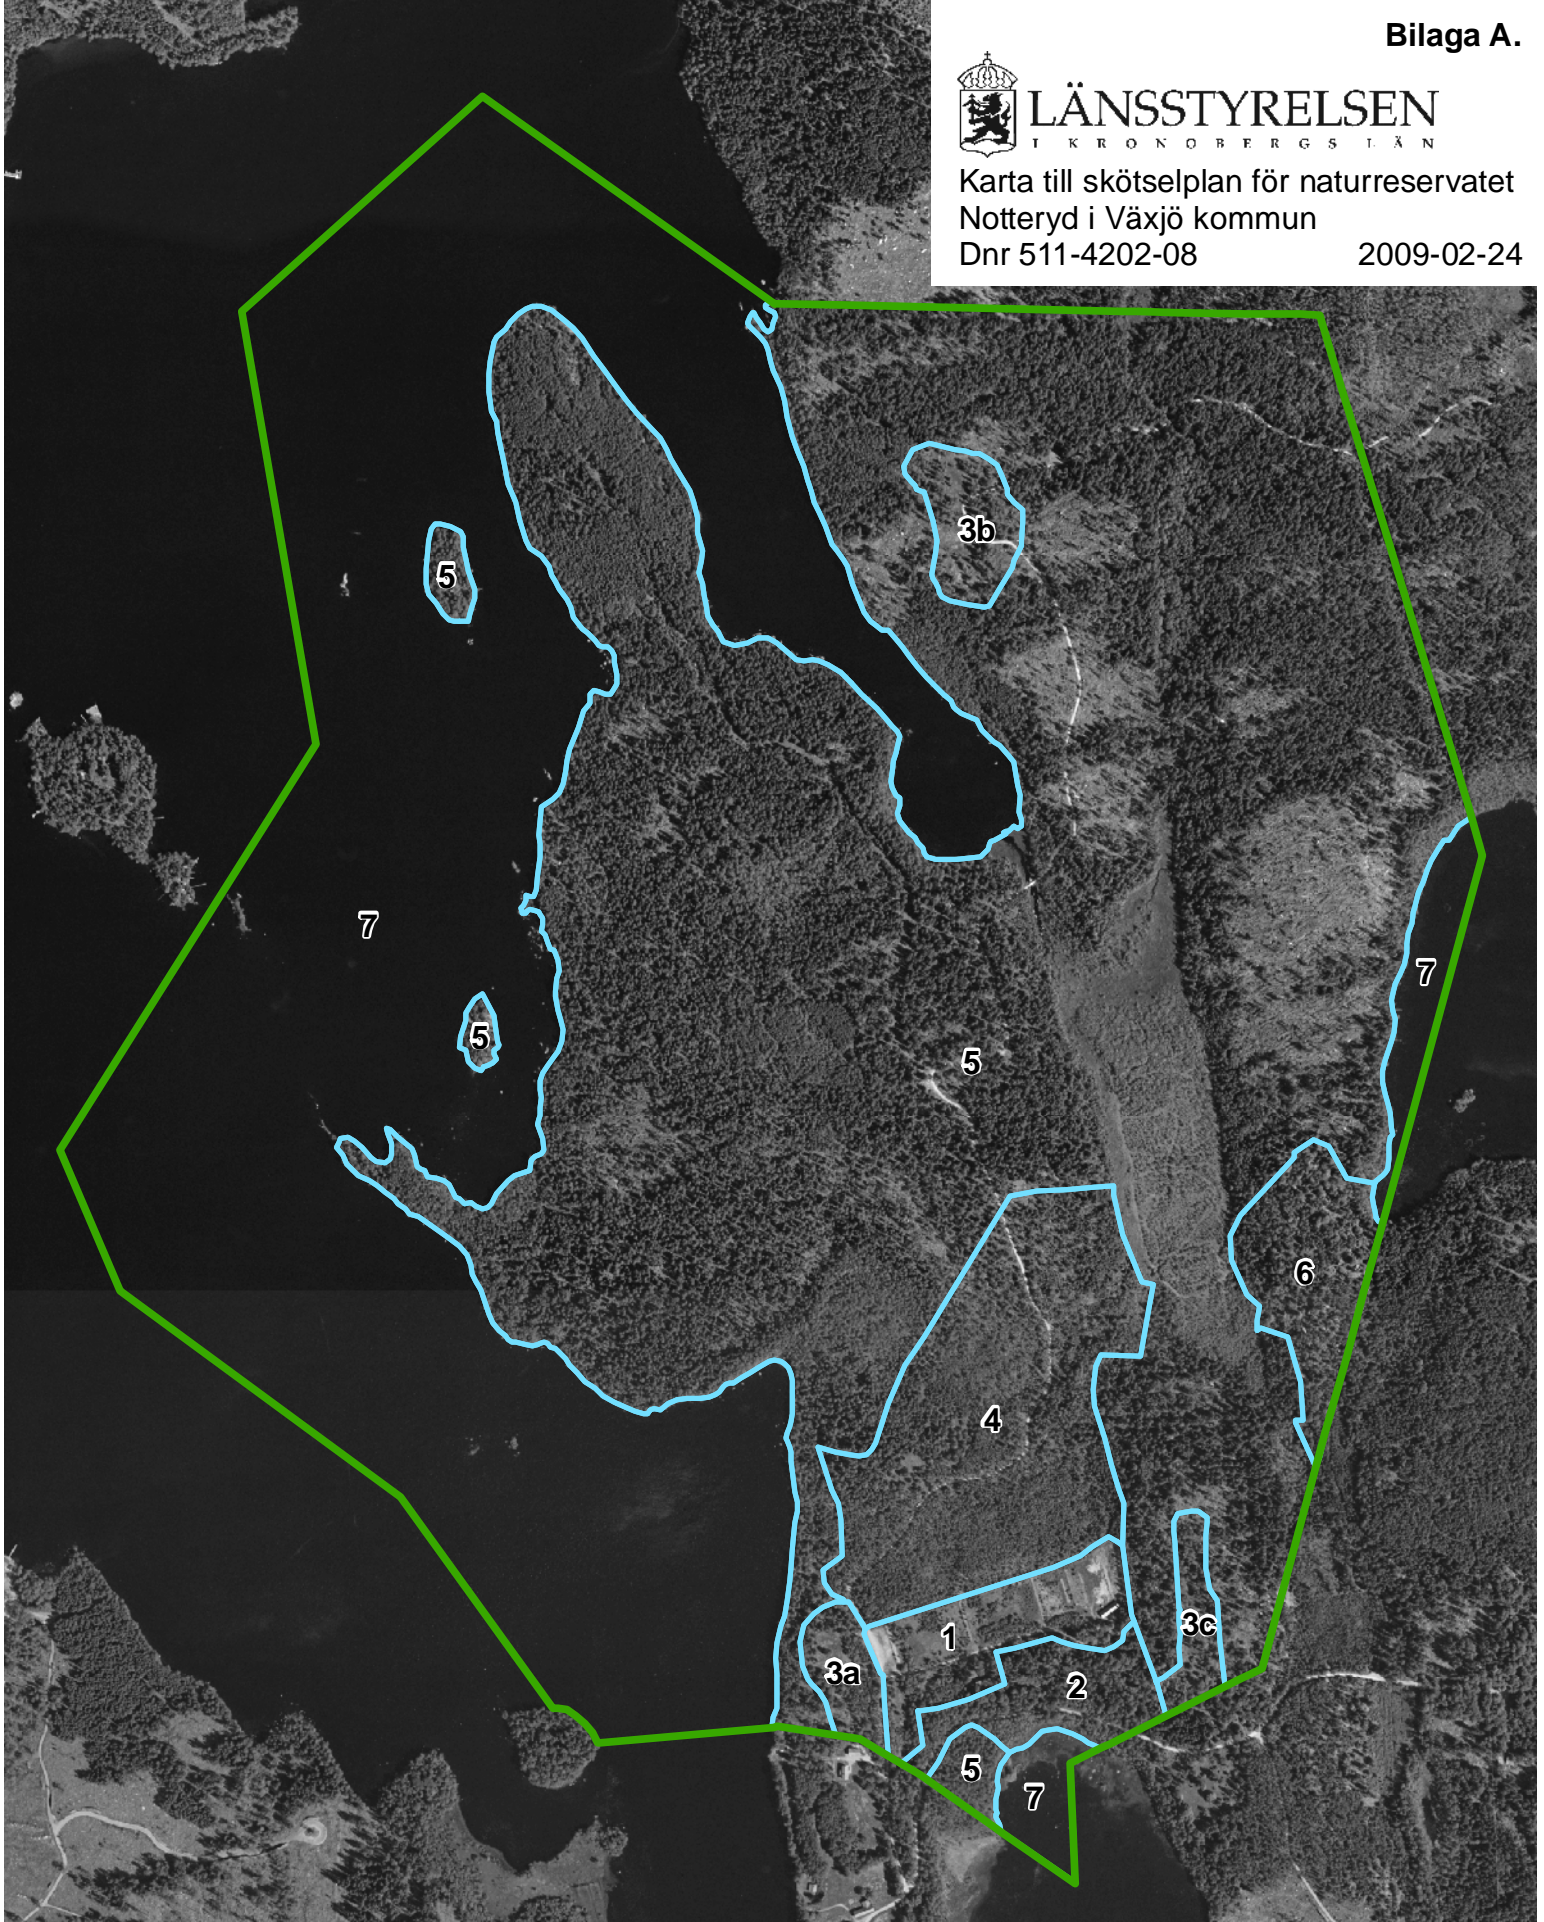 Bilaga A.
LÄNSSTYRELSEN
I KRONOBERGS LÄN
Karta till skötselplan för naturreservatet
Notteryd i Växjö kommun
Dnr 511-4202-08 2009-02-24
3b
5
7
7
5
5
6
4
3c
1
3a
2
5
7